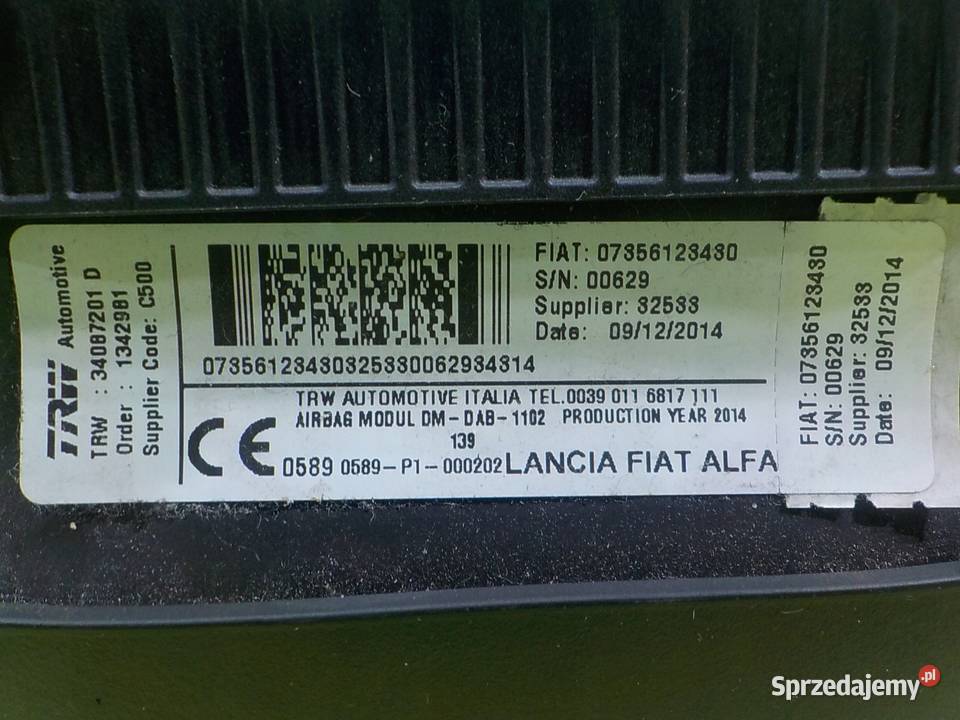 TRW Automotive
TRW : 34087201 D
Order : 1342981
Supplier Code: C500
FIAT: 07356123430
S/N: 00629
Supplier: 32533
Date: 09/12/2014
07356123430325330062934314
TRW AUTOMOTIVE ITALIA TEL.0039 011 6817 111
AIRBAG MODUL DM-DAB-1102 PRODUCTION YEAR 2014
139
CE 0589 0589-P1-000202 LANCIA FIAT ALFA
FIAT: 07356123430
S/N: 00629
Supplier: 32533
Date: 09/12/2014
Sprzedajemy.pl